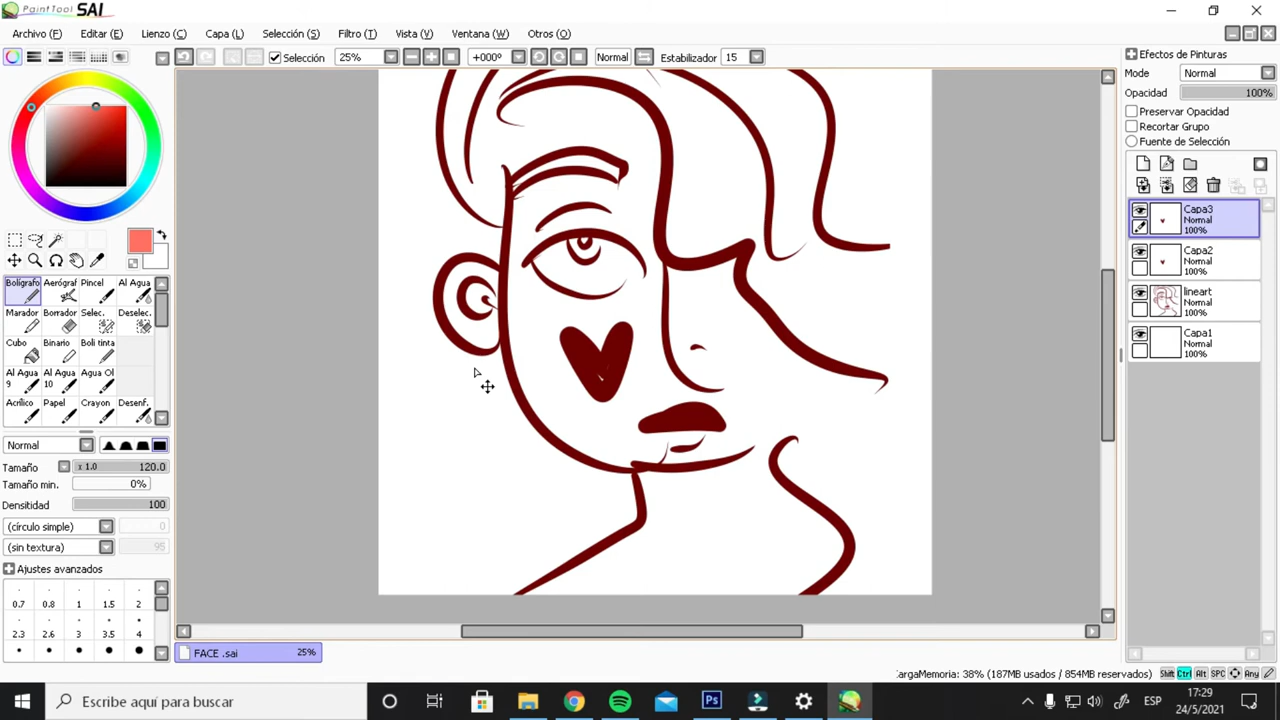 PaintTool SAI
Archivo (F) Editar (E) Lienzo (C) Capa (L) Selección (S) Filtro (T) Vista (V) Ventana (W) Otros (O)
Selección 25% +000º Normal Estabilizador 15
Efectos de Pinturas
Mode Normal
Opacidad 100%
Preservar Opacidad
Recortar Grupo
Fuente de Selección
Capa3
Normal
100%
Capa2
Normal
100%
lineart
Normal
100%
Capa1
Normal
100%
Bolígrafo Aerógraf Pincel Al Agua
Marador Borrador Selec. Deselec.
Cubo Binario Boli tinta
Al Agua 9 Al Agua 10 Agua Ol
Acrílico Papel Crayon Desenf.
Normal
Tamaño x 1.0 120.0
Tamaño min. 0%
Densitidad 100
(círculo simple) 0
(sin textura) 95
Ajustes avanzados
0.7 0.8 1 1.5 2
2.3 2.6 3 3.5 4
FACE .sai 25%
CargaMemoria: 38% (187MB usados / 854MB reservados) Shift Ctrl Alt SPC Any
Escribe aquí para buscar
Ps
ESP
17:29
24/5/2021